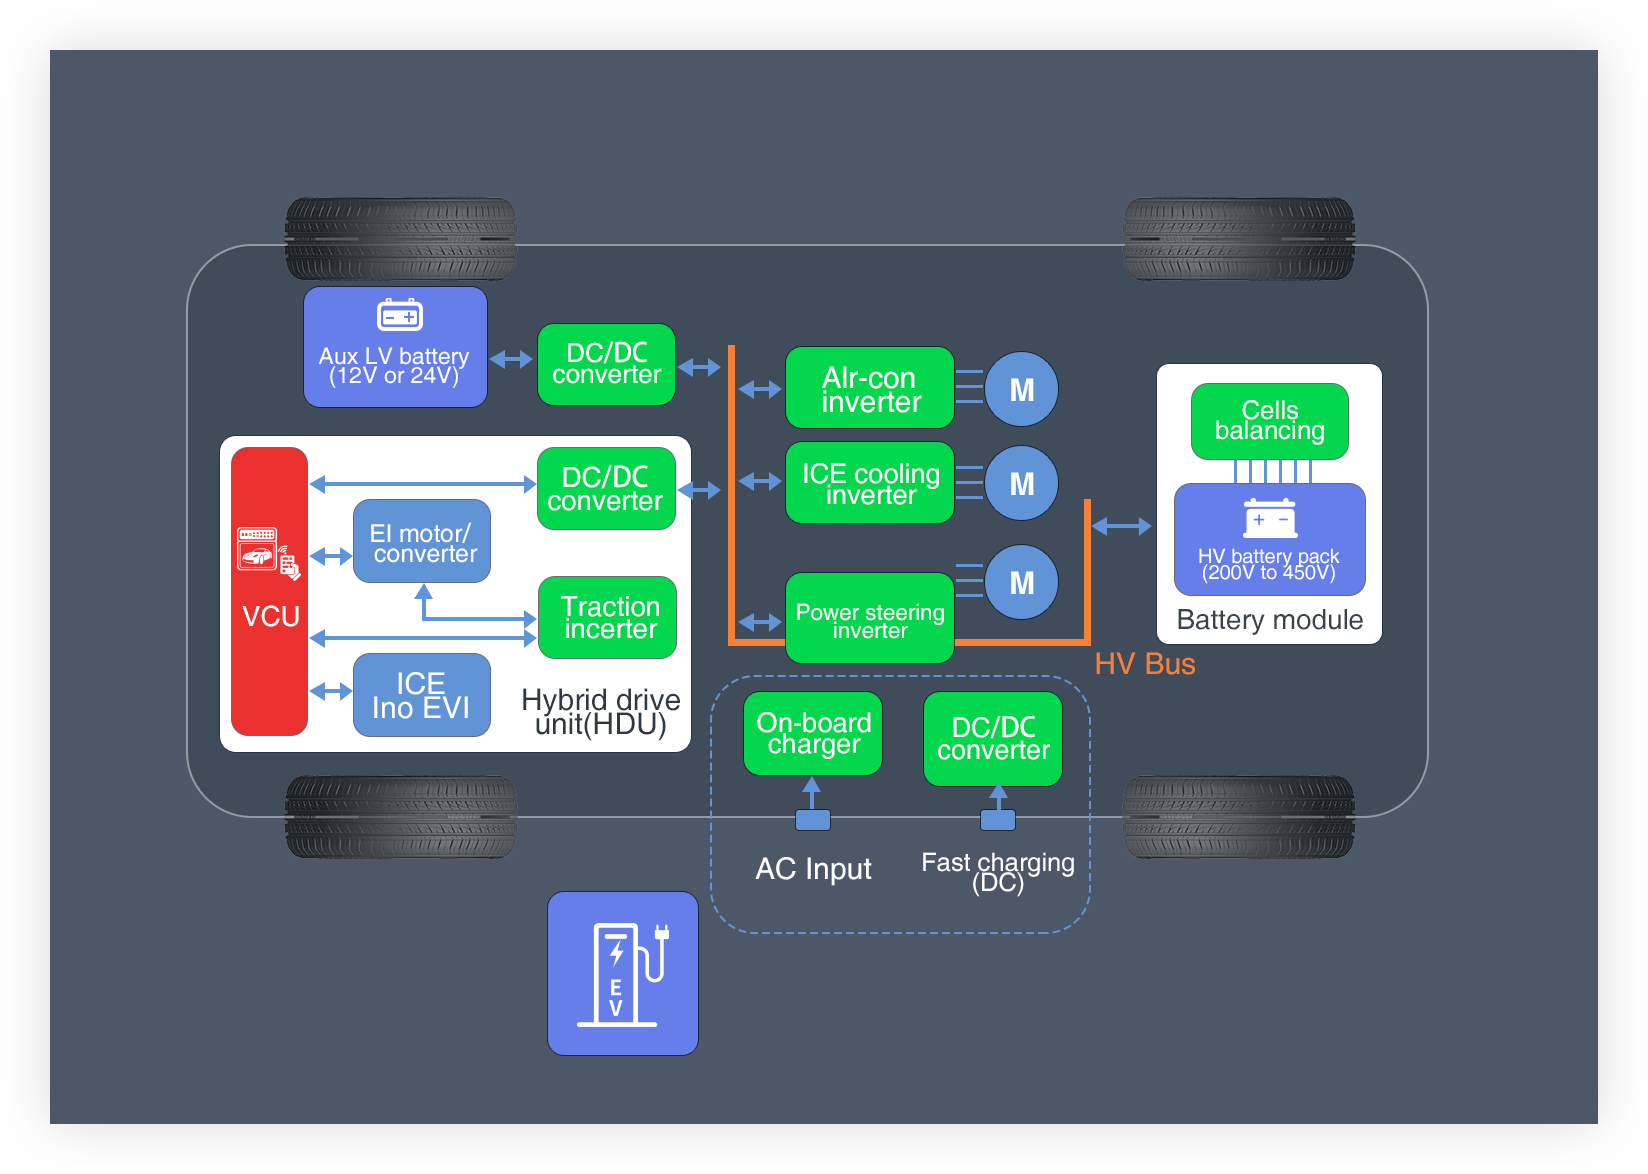 Aux LV battery
(12V or 24V)
DC/DC
converter
AIr-con
inverter
M
ICE cooling
inverter
M
Power steering
inverter
M
Cells
balancing
HV battery pack
(200V to 450V)
Battery module
HV Bus
VCU
DC/DC
converter
EI motor/
converter
Traction
incerter
ICE
Ino EVI
Hybrid drive
unit(HDU)
On-board
charger
DC/DC
converter
AC Input
Fast charging
(DC)
E
V